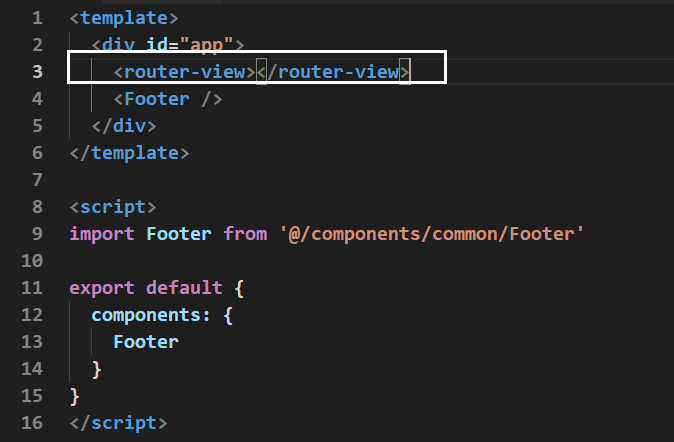 1 <template>
2   <div id="app">
3     <router-view></router-view>
4     <Footer />
5   </div>
6 </template>
7
8 <script>
9 import Footer from '@/components/common/Footer'
10
11 export default {
12   components: {
13     Footer
14   }
15 }
16 </script>